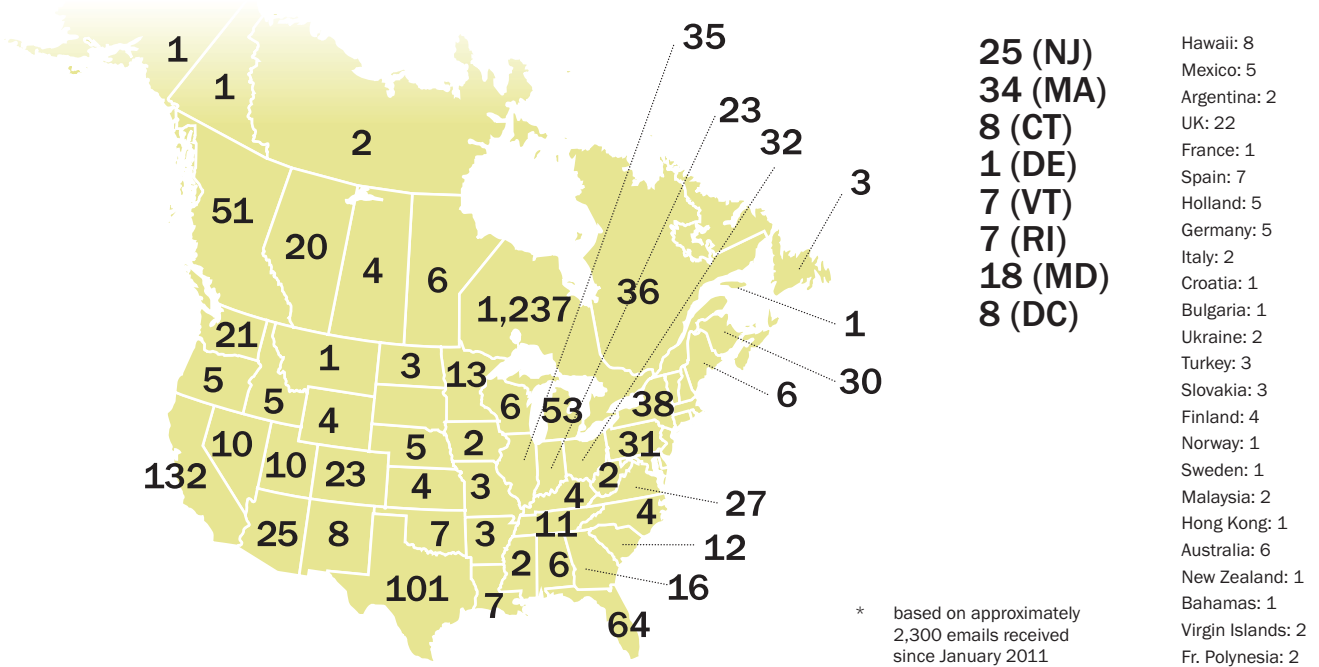 1
1
2
51
20
4
6
1,237
36
35
23
32
3
1
30
6
21
5
1
5
4
3
13
6
53
38
31
10
10
132
23
5
4
2
3
2
4
27
4
12
16
11
25
8
7
3
2
6
101
7
64
25 (NJ)
34 (MA)
8 (CT)
1 (DE)
7 (VT)
7 (RI)
18 (MD)
8 (DC)
Hawaii: 8
Mexico: 5
Argentina: 2
UK: 22
France: 1
Spain: 7
Holland: 5
Germany: 5
Italy: 2
Croatia: 1
Bulgaria: 1
Ukraine: 2
Turkey: 3
Slovakia: 3
Finland: 4
Norway: 1
Sweden: 1
Malaysia: 2
Hong Kong: 1
Australia: 6
New Zealand: 1
Bahamas: 1
Virgin Islands: 2
Fr. Polynesia: 2
* based on approximately
2,300 emails received
since January 2011